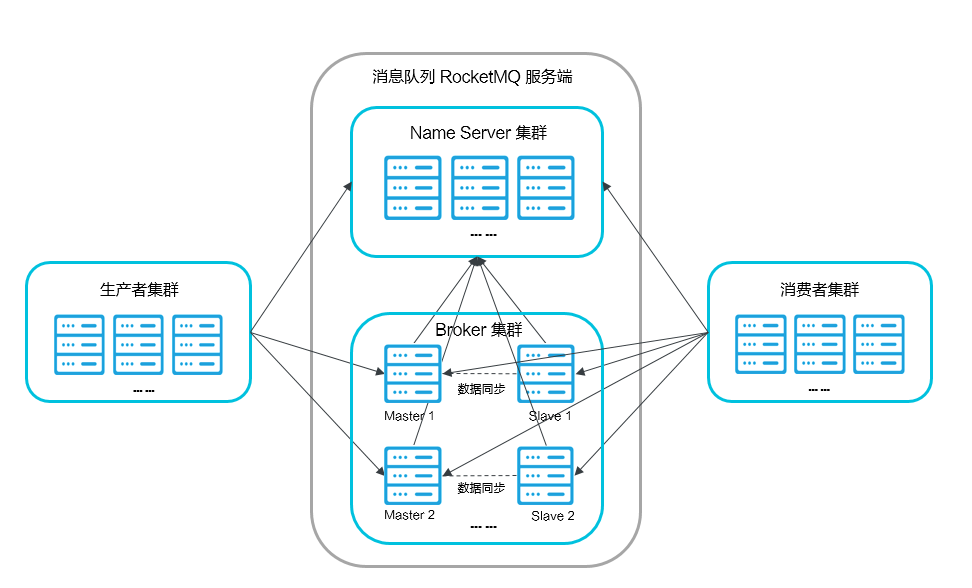 消息队列 RocketMQ 服务端
Name Server 集群
... ...
生产者集群
... ...
消费者集群
... ...
Broker 集群
数据同步
Master 1
Slave 1
数据同步
Master 2
Slave 2
... ...